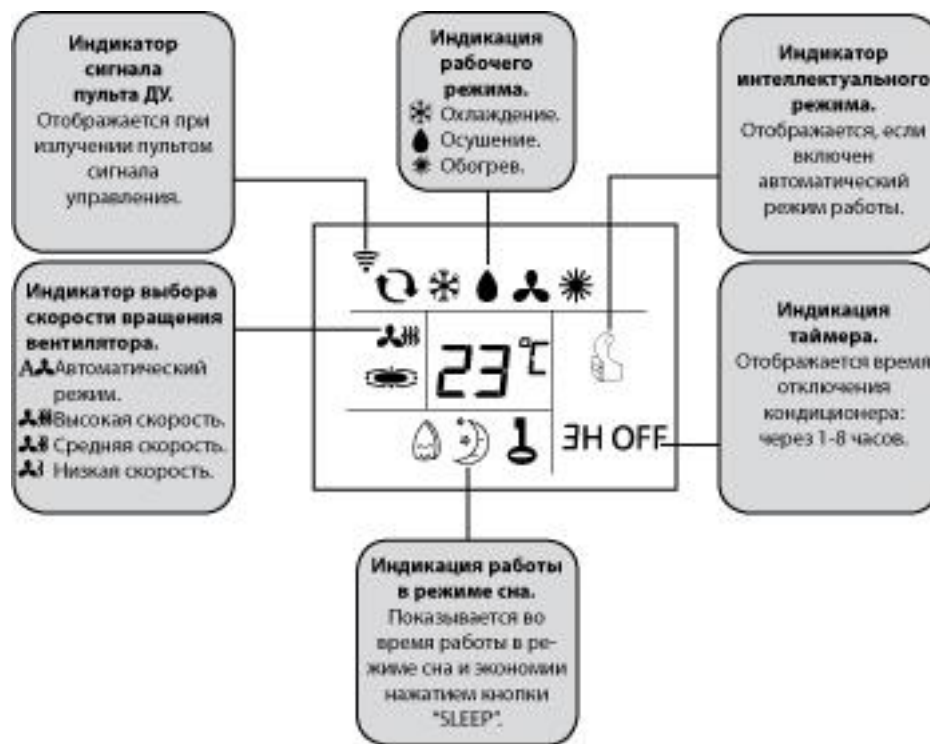 Индикатор
сигнала
пульта ДУ.
Отображается при
излучении пультом
сигнала
управления.
Индикация
рабочего
режима.
Охлаждение.
Осушение.
Обогрев.
Индикатор
интеллектуального
режима.
Отображается, если
включен
автоматический
режим работы.
Индикатор выбора
скорости вращения
вентилятора.
A Автоматический
режим.
Высокая скорость.
Средняя скорость.
Низкая скорость.
23 °C
3H OFF
Индикация
таймера.
Отображается время
отключения
кондиционера:
через 1-8 часов.
Индикация работы
в режиме сна.
Показывается во
время работы в ре-
жиме сна и экономии
нажатием кнопки
"SLEEP".